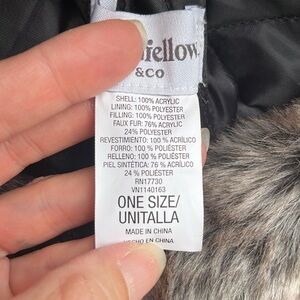 fellow
& CO
SHELL: 100% ACRYLIC
LINING: 100% POLYESTER
FILLING: 100% POLYESTER
FAUX FUR: 76% ACRYLIC
24% POLYESTER
REVESTIMIENTO: 100 % ACRÍLICO
FORRO: 100 % POLIÉSTER
RELLENO: 100 % POLIÉSTER
PIEL SINTÉTICA: 76 % ACRÍLICO
24 % POLIÉSTER
RN17730
VN1140163
ONE SIZE/
UNITALLA
MADE IN CHINA
HECHO EN CHINA